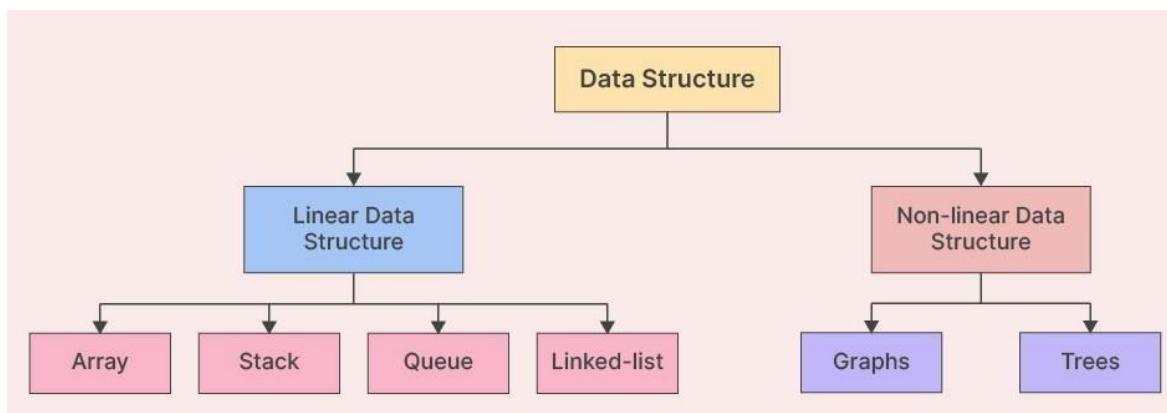 Data Structure
Linear Data
Structure
Non-linear Data
Structure
Array
Stack
Queue
Linked-list
Graphs
Trees